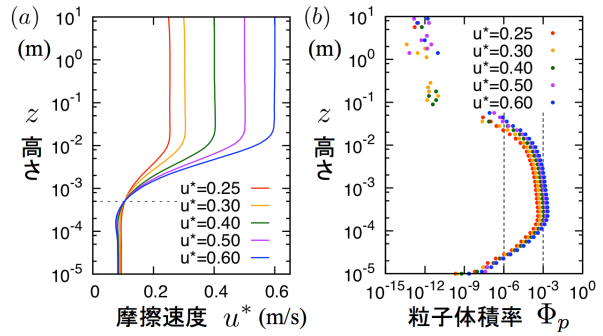 (a)
(m)
10¹
10⁰
10⁻¹
10⁻²
10⁻³
10⁻⁴
10⁻⁵
z
高さ
u*=0.25
u*=0.30
u*=0.40
u*=0.50
u*=0.60
0 0.2 0.4 0.6
摩擦速度 u* (m/s)
(b)
(m)
10¹
10⁰
10⁻¹
10⁻²
10⁻³
10⁻⁴
10⁻⁵
z
高さ
u*=0.25
u*=0.30
u*=0.40
u*=0.50
u*=0.60
10⁻¹⁵ 10⁻¹² 10⁻⁹ 10⁻⁶ 10⁻³ 10⁰
粒子体積率 Φₚ